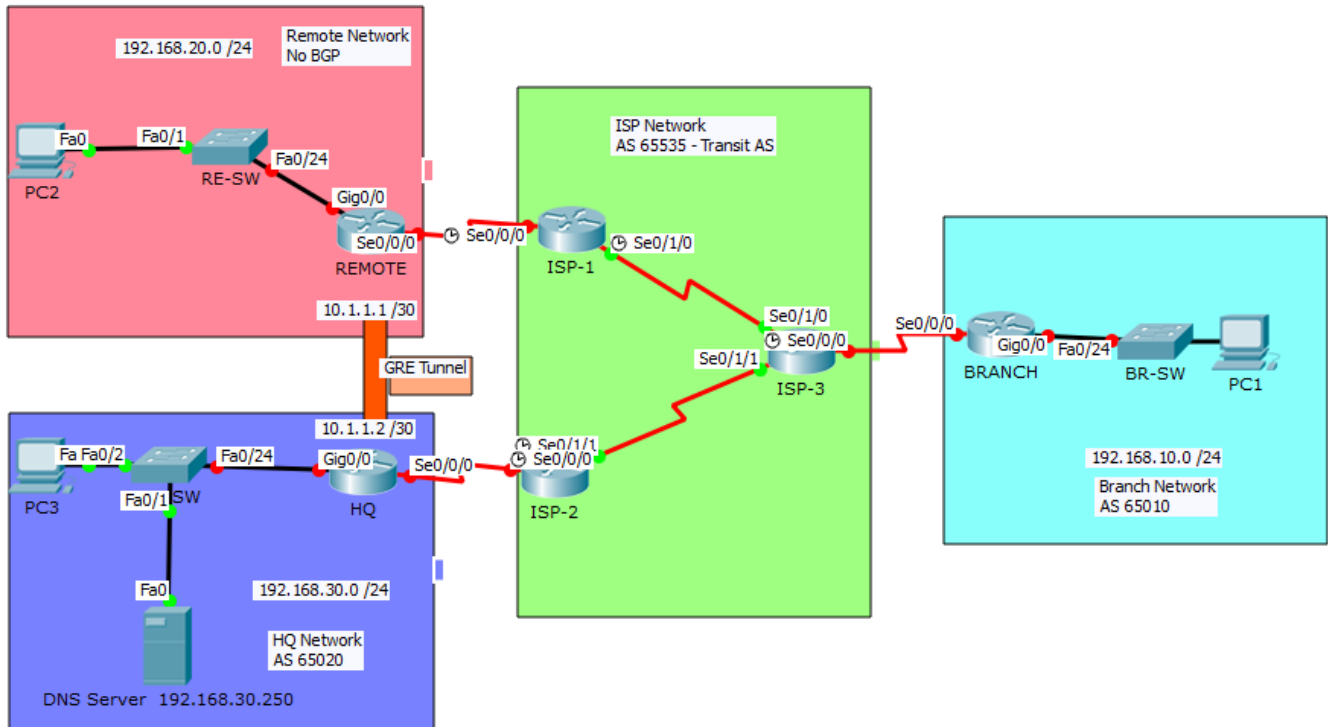 192.168.20.0 /24
Remote Network
No BGP
Fa0
Fa0/1
RE-SW
Fa0/24
PC2
Gig0/0
Se0/0/0
REMOTE
10.1.1.1 /30
GRE Tunnel
10.1.1.2 /30
ISP Network
AS 65535 - Transit AS
Se0/0/0
ISP-1
Se0/1/0
Se0/1/0
Se0/0/0
Se0/1/1
ISP-3
Se0/1/1
Se0/0/0
ISP-2
Se0/0/0
BRANCH
Gig0/0
Fa0/24
BR-SW
PC1
192.168.10.0 /24
Branch Network
AS 65010
Fa
Fa0/2
PC3
SW
Fa0/24
Gig0/0
Se0/0/0
HQ
Fa0/1
Fa0
192.168.30.0 /24
HQ Network
AS 65020
DNS Server 192.168.30.250